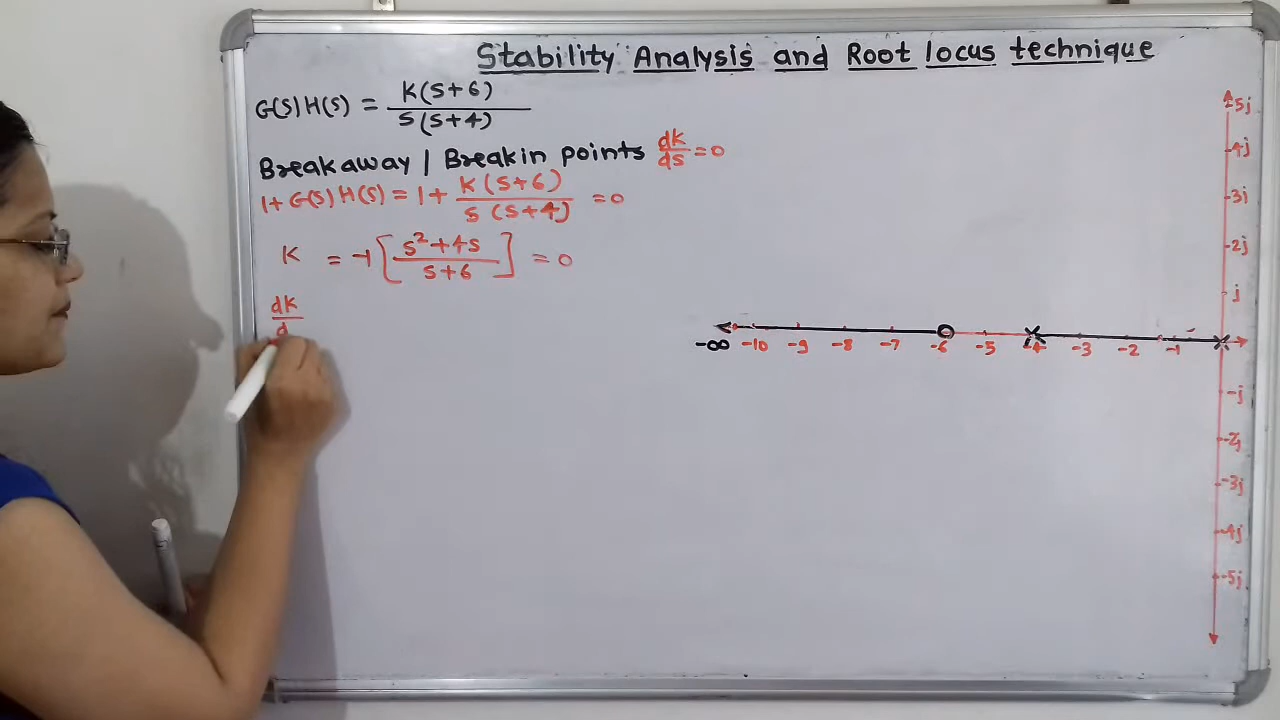 Stability Analysis and Root locus technique
G(S)H(S) = K(S+6) / S(S+4)
Breakaway | Breakin points dK/ds = 0
1+G(S)H(S) = 1 + K(S+6) / S(S+4) = 0
K = -1[S²+4S / S+6] = 0
dK / d
5j
4j
3j
2j
j
-∞ -10 -9 -8 -7 -6 -5 -4 -3 -2 -1
-j
-2j
-3j
-4j
-5j